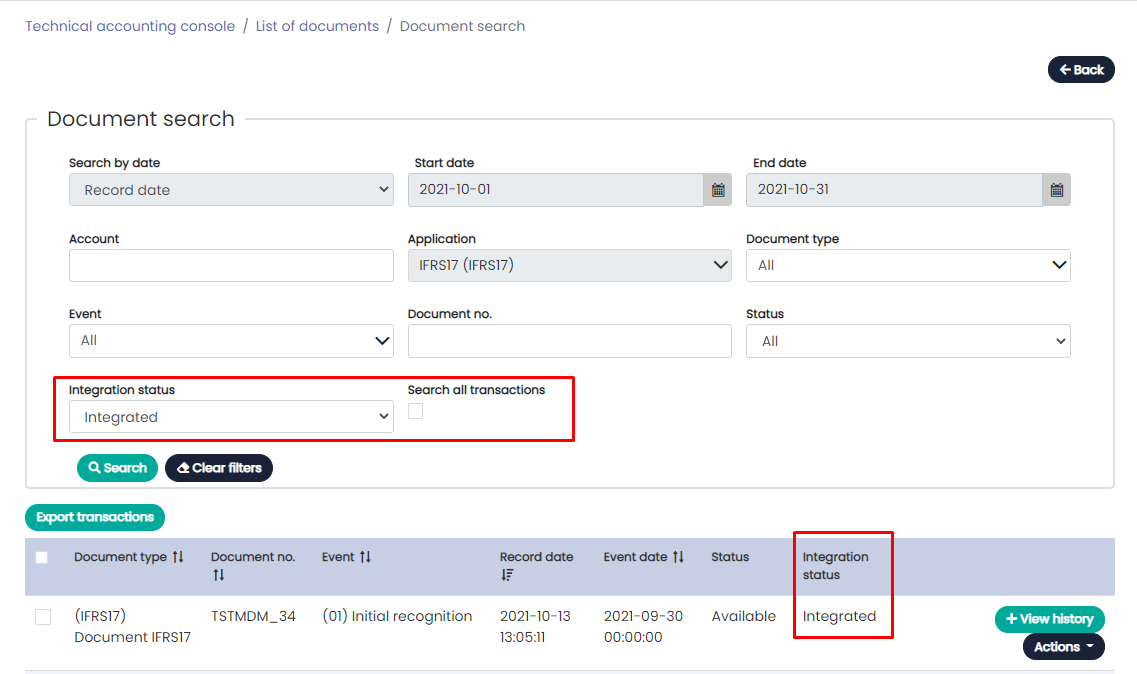 Technical accounting console / List of documents / Document search
Back
Document search
Search by date Start date End date
Record date 2021-10-01 2021-10-31
Account Application Document type
IFRS17 (IFRS17) All
Event Document no. Status
All All
Integration status Search all transactions
Integrated
Search Clear filters
Export transactions
Document type Document no. Event Record date Event date Status Integration
status
(IFRS17) TSTMDM_34 (01) Initial recognition 2021-10-13 2021-09-30 Available Integrated View history
Document IFRS17 13:05:11 00:00:00
Actions